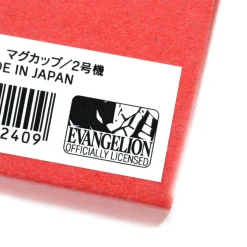 マグカップ/2号機
DE IN JAPAN
2409
EVANGELION
OFFICIALLY LICENSED